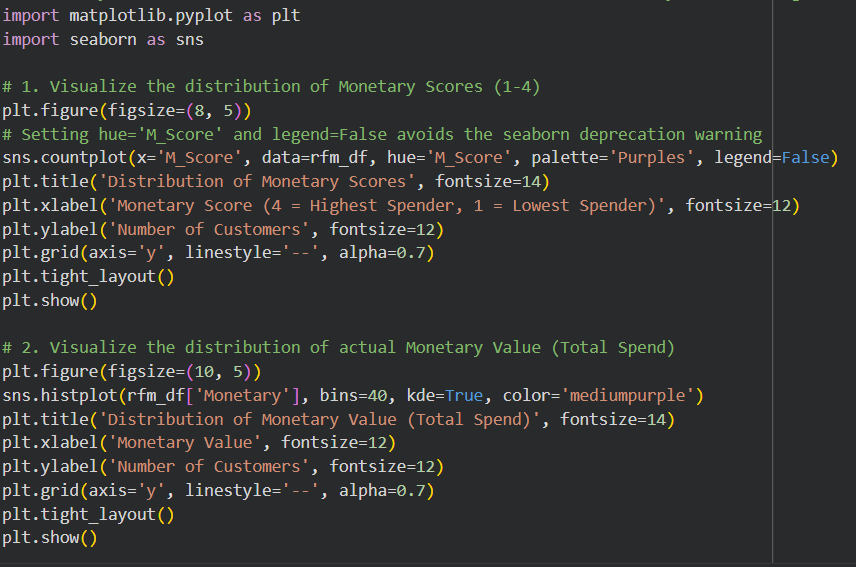 import matplotlib.pyplot as plt
import seaborn as sns
# 1. Visualize the distribution of Monetary Scores (1-4)
plt.figure(figsize=(8, 5))
# Setting hue='M_Score' and legend=False avoids the seaborn deprecation warning
sns.countplot(x='M_Score', data=rfm_df, hue='M_Score', palette='Purples', legend=False)
plt.title('Distribution of Monetary Scores', fontsize=14)
plt.xlabel('Monetary Score (4 = Highest Spender, 1 = Lowest Spender)', fontsize=12)
plt.ylabel('Number of Customers', fontsize=12)
plt.grid(axis='y', linestyle='--', alpha=0.7)
plt.tight_layout()
plt.show()
# 2. Visualize the distribution of actual Monetary Value (Total Spend)
plt.figure(figsize=(10, 5))
sns.histplot(rfm_df['Monetary'], bins=40, kde=True, color='mediumpurple')
plt.title('Distribution of Monetary Value (Total Spend)', fontsize=14)
plt.xlabel('Monetary Value', fontsize=12)
plt.ylabel('Number of Customers', fontsize=12)
plt.grid(axis='y', linestyle='--', alpha=0.7)
plt.tight_layout()
plt.show()